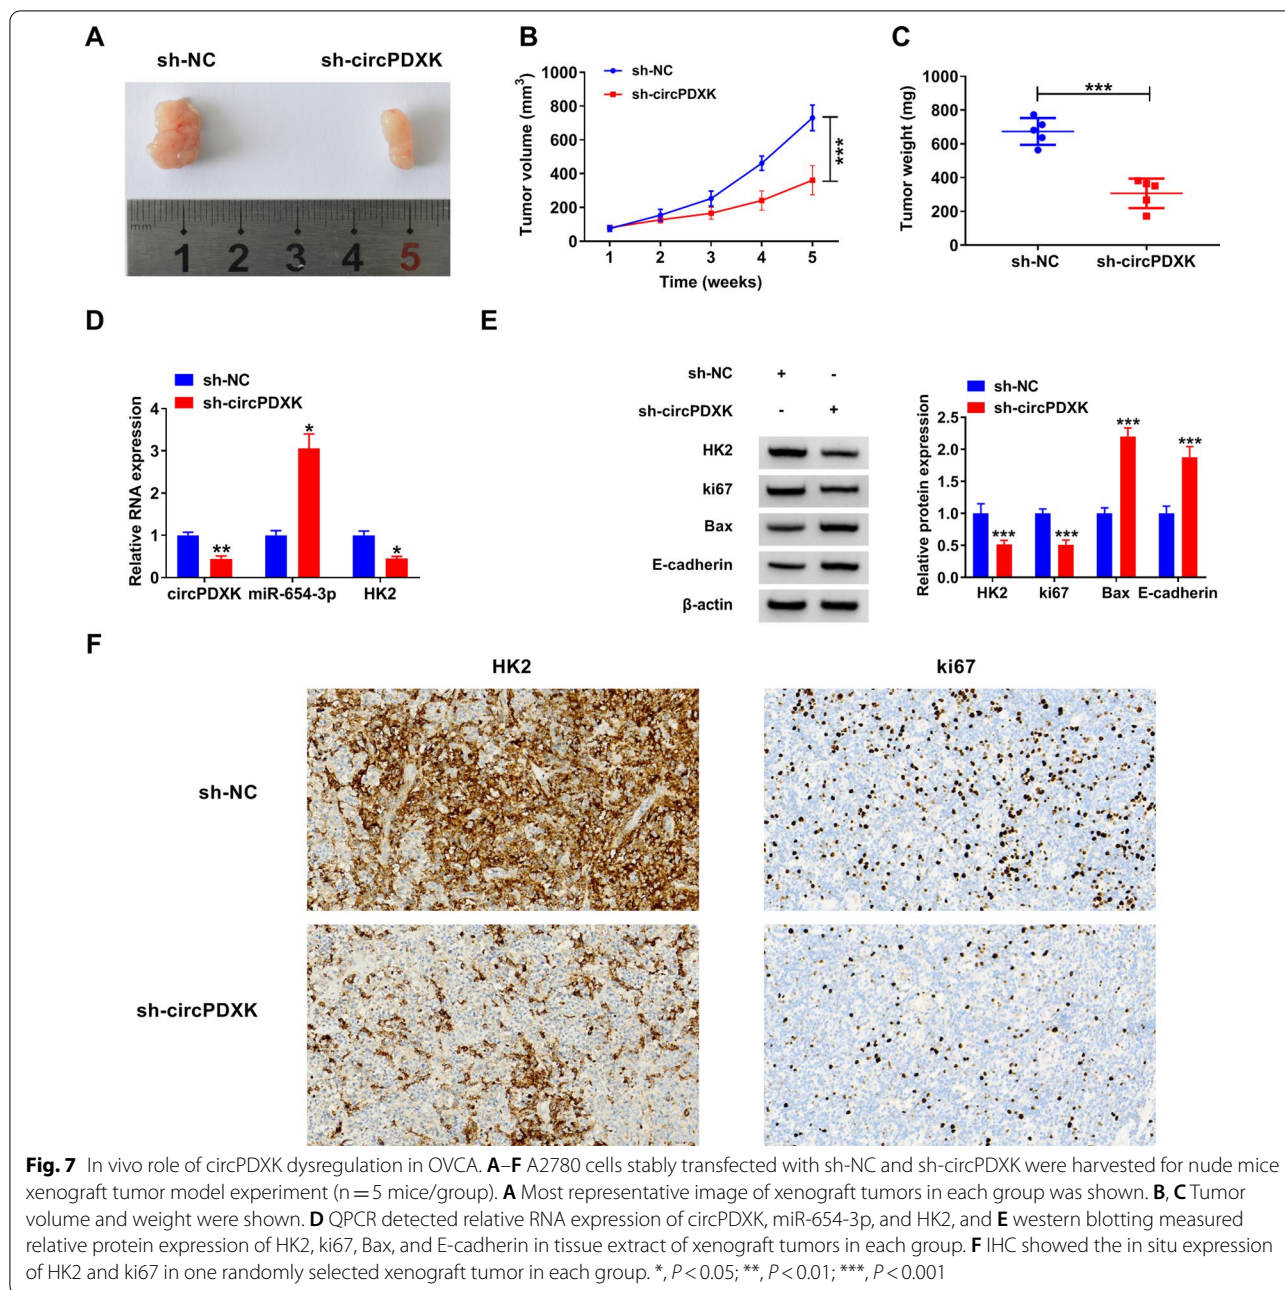 A
sh-NC
sh-circPDXK
mm
1 2 3 4 5
B
sh-NC
sh-circPDXK
Tumor volume (mm³)
1000
800
600
400
200
0
***
1 2 3 4 5
Time (weeks)
C
Tumor weight (mg)
1000
800
600
400
200
0
***
sh-NC sh-circPDXK
D
sh-NC
sh-circPDXK
Relative RNA expression
4
3
2
1
0
** * *
circPDXK miR-654-3p HK2
E
sh-NC + -
sh-circPDXK - +
HK2
ki67
Bax
E-cadherin
β-actin
sh-NC
sh-circPDXK
Relative protein expression
2.5
2.0
1.5
1.0
0.5
0.0
*** *** *** ***
HK2 ki67 Bax E-cadherin
F
HK2 ki67
sh-NC
sh-circPDXK
Fig. 7 In vivo role of circPDXK dysregulation in OVCA. A–F A2780 cells stably transfected with sh-NC and sh-circPDXK were harvested for nude mice
xenograft tumor model experiment (n = 5 mice/group). A Most representative image of xenograft tumors in each group was shown. B, C Tumor
volume and weight were shown. D QPCR detected relative RNA expression of circPDXK, miR-654-3p, and HK2, and E western blotting measured
relative protein expression of HK2, ki67, Bax, and E-cadherin in tissue extract of xenograft tumors in each group. F IHC showed the in situ expression
of HK2 and ki67 in one randomly selected xenograft tumor in each group. *, P < 0.05; **, P < 0.01; ***, P < 0.001